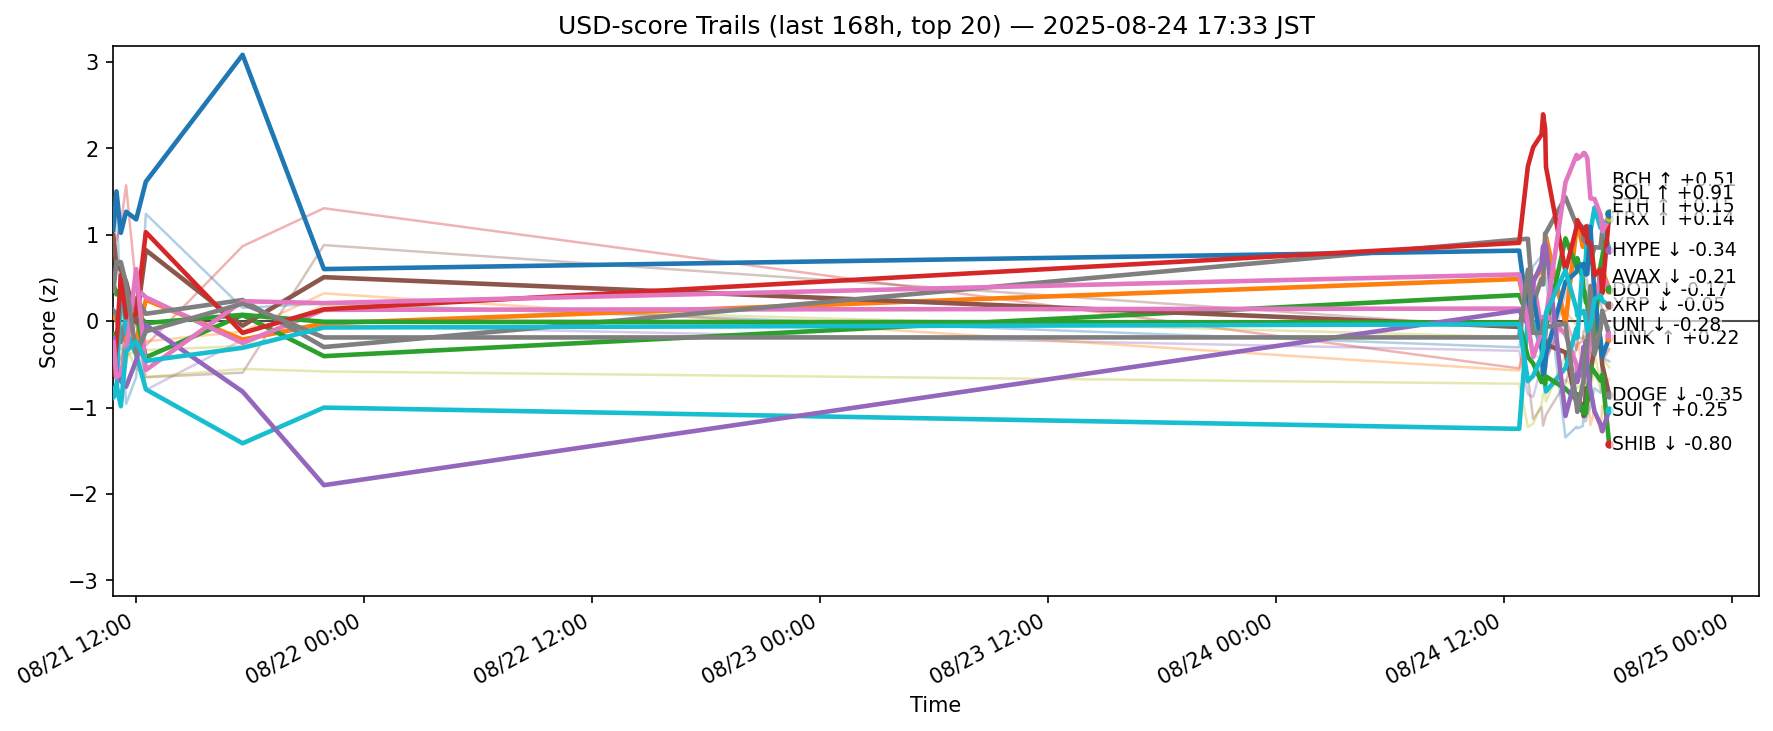 USD-score Trails (last 168h, top 20) — 2025-08-24 17:33 JST
Score (z)
3
2
1
0
−1
−2
−3
BCH ↑ +0.51
SOL ↑ +0.91
ETH ↑ +0.15
TRX ↑ +0.14
HYPE ↓ -0.34
AVAX ↓ -0.21
DOT ↓ -0.17
XRP ↓ -0.05
UNI ↓ -0.28
LINK ↑ +0.22
DOGE ↓ -0.35
SUI ↑ +0.25
SHIB ↓ -0.80
08/21 12:00
08/22 00:00
08/22 12:00
08/23 00:00
08/23 12:00
08/24 00:00
08/24 12:00
08/25 00:00
Time